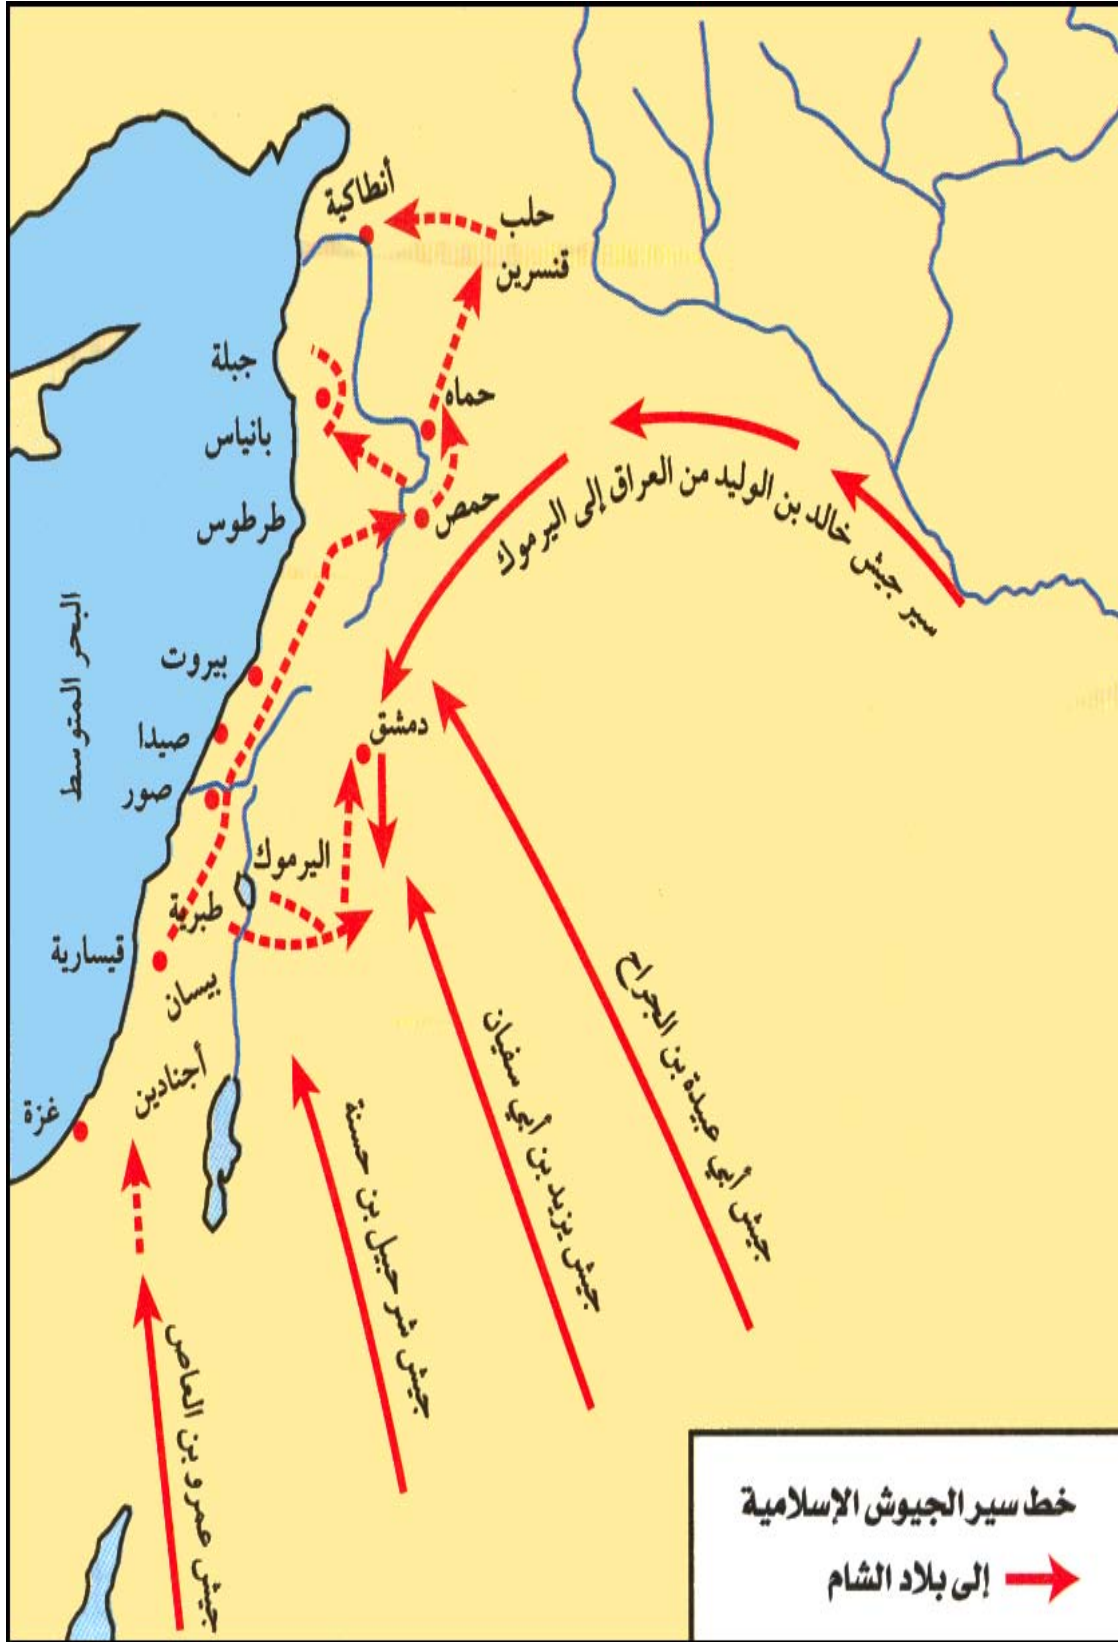 أنطاكية
حلب
قنسرين
جبلة
حماه
بانياس
حمص
طرطوس
سير جيش خالد بن الوليد من العراق إلى اليرموك
البحر المتوسط
بيروت
دمشق
صيدا
صور
اليرموك
طبرية
قيسارية
بيسان
أجنادين
غزة
جيش أبي عبيدة بن الجراح
جيش يزيد بن أبي سفيان
جيش شرحبيل بن حسنة
جيش عمرو بن العاص
خط سير الجيوش الإسلامية
إلى بلاد الشام